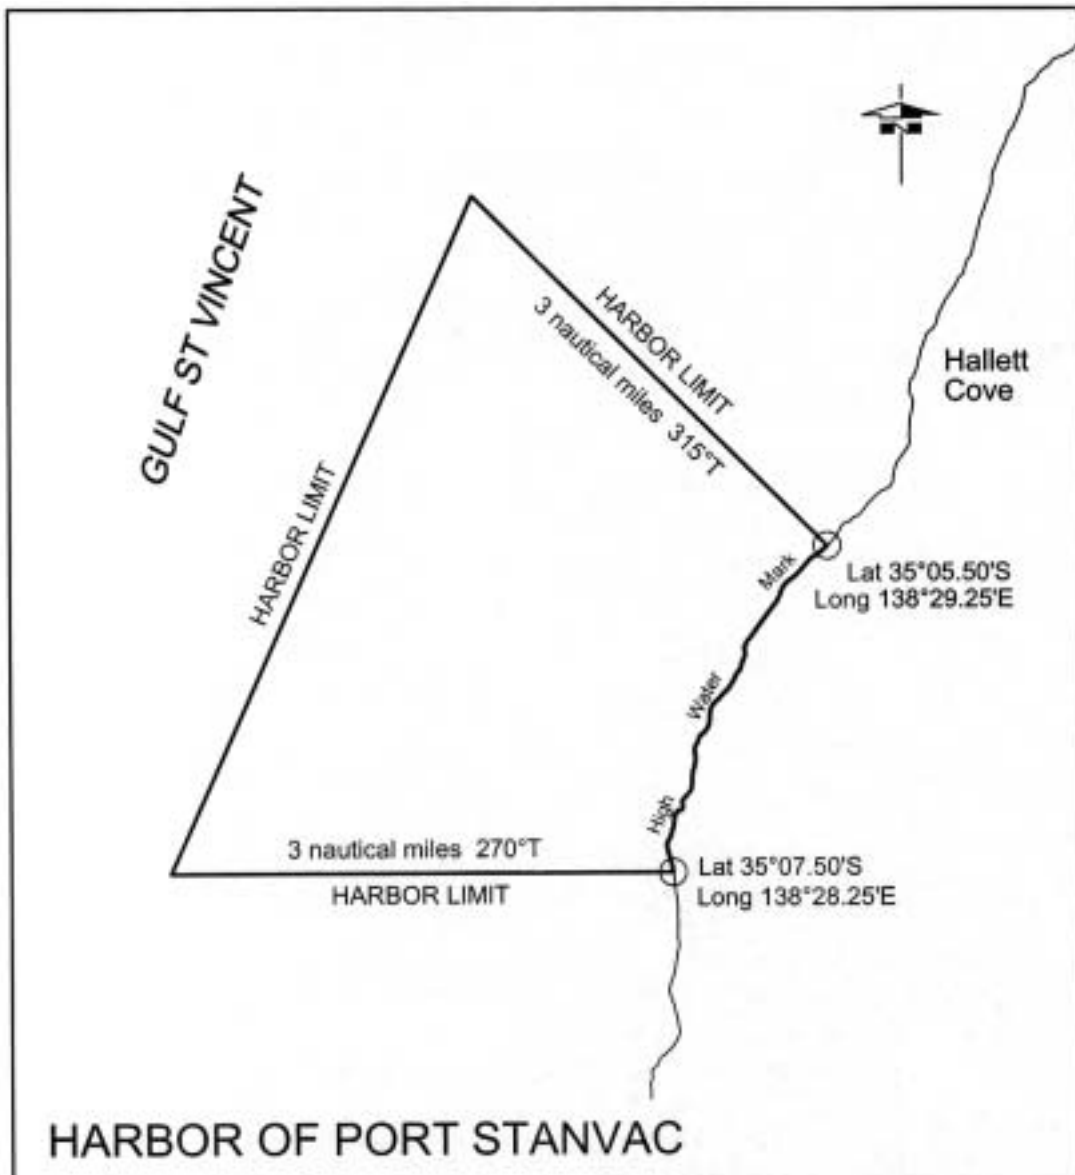 GULF ST VINCENT
HARBOR LIMIT
3 nautical miles 315°T
Hallett
Cove
HARBOR LIMIT
Mark
Lat 35°05.50'S
Long 138°29.25'E
Water
High
3 nautical miles 270°T
HARBOR LIMIT
Lat 35°07.50'S
Long 138°28.25'E
HARBOR OF PORT STANVAC